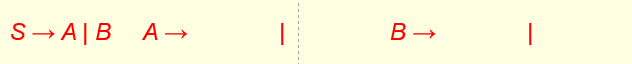 S → A | B A → | B → |